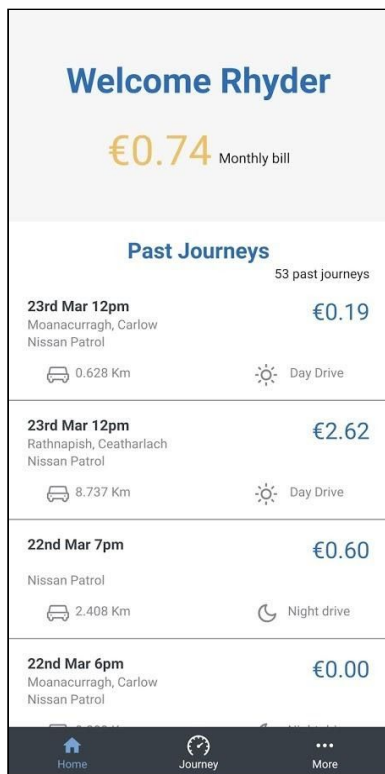 Welcome Rhyder
€0.74 Monthly bill
Past Journeys
53 past journeys
23rd Mar 12pm
€0.19
Moanacurragh, Carlow
Nissan Patrol
0.628 Km
Day Drive
23rd Mar 12pm
€2.62
Rathnapish, Ceatharlach
Nissan Patrol
8.737 Km
Day Drive
22nd Mar 7pm
€0.60
Nissan Patrol
2.408 Km
Night drive
22nd Mar 6pm
€0.00
Moanacurragh, Carlow
Nissan Patrol
Home
Journey
More